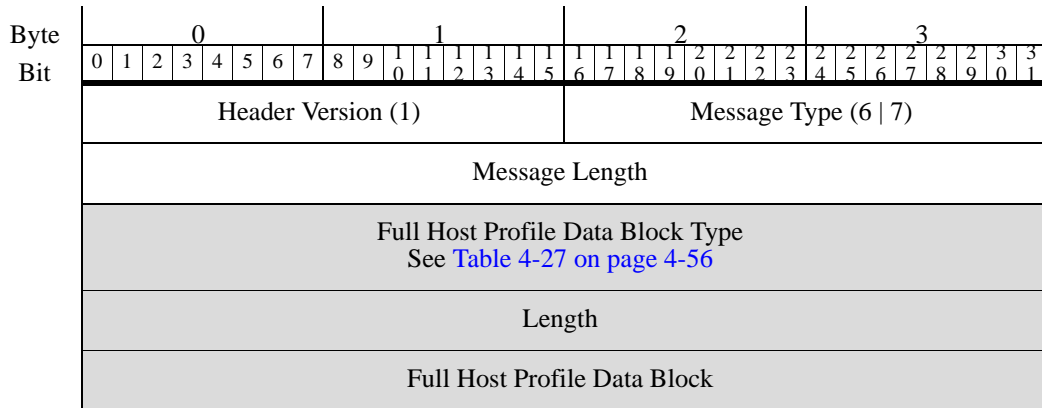 Byte 0 1 2 3
Bit 0 1 2 3 4 5 6 7 8 9 10 11 12 13 14 15 16 17 18 19 20 21 22 23 24 25 26 27 28 29 30 31
Header Version (1) Message Type (6 | 7)
Message Length
Full Host Profile Data Block Type
See Table 4-27 on page 4-56
Length
Full Host Profile Data Block